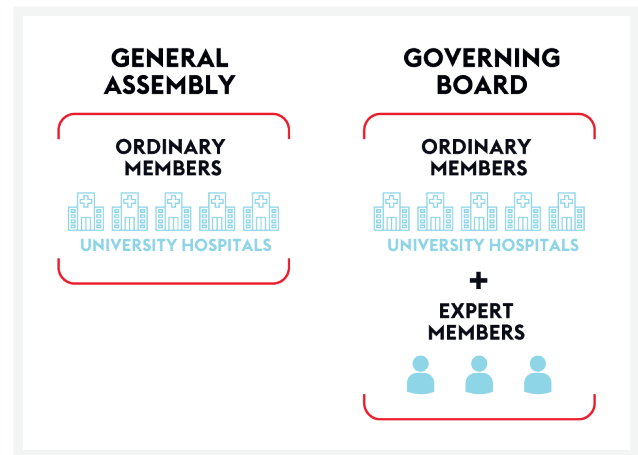 GENERAL
ASSEMBLY
ORDINARY
MEMBERS
UNIVERSITY HOSPITALS
GOVERNING
BOARD
ORDINARY
MEMBERS
UNIVERSITY HOSPITALS
+
EXPERT
MEMBERS